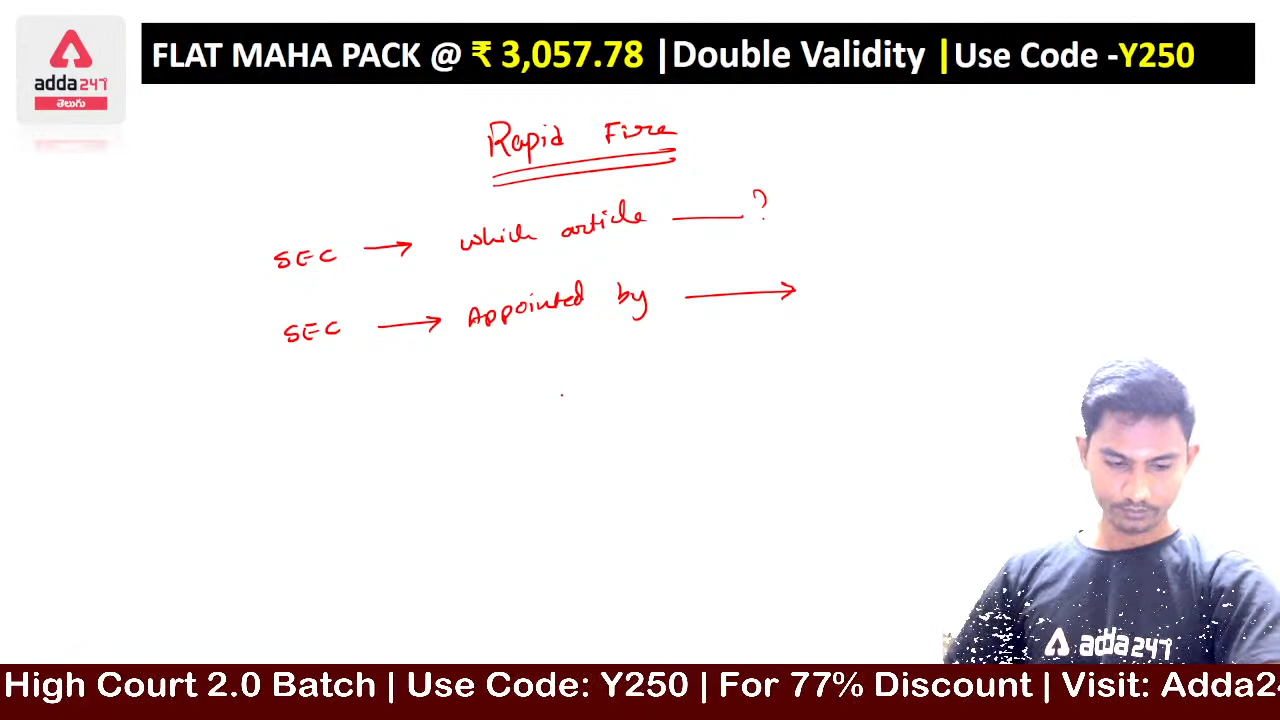 adda247
తెలుగు
FLAT MAHA PACK @ ₹ 3,057.78 |Double Validity |Use Code -Y250
Rapid Fire
SEC → which article ____?
SEC → Appointed by →
adda247
High Court 2.0 Batch | Use Code: Y250 | For 77% Discount | Visit: Adda2